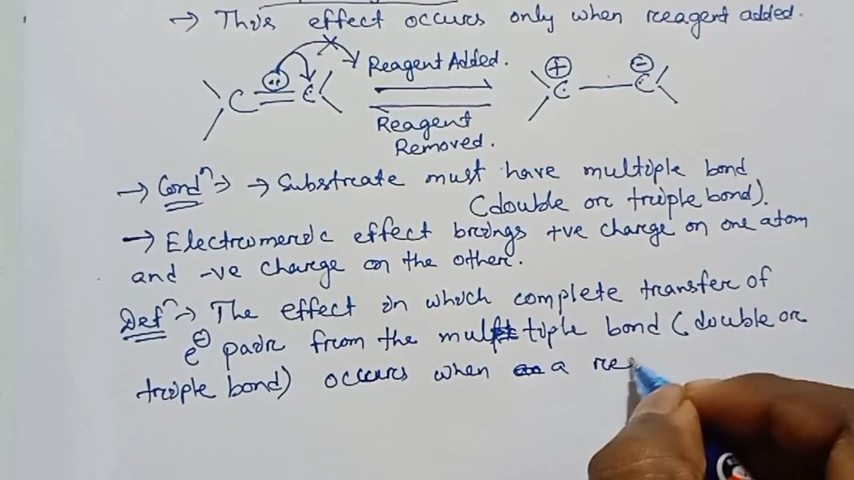 → This effect occurs only when reagent added.
C = C Reagent Added. ⊕ C — C ⊖
Reagent
Removed.
→ Condⁿ → → Substrate must have multiple bond
(double or triple bond).
→ Electromeric effect brings +ve charge on one atom
and -ve charge on the other.
Defⁿ → The effect in which complete transfer of
e⊖ pair from the multiple bond (double or
triple bond) occurs when a re